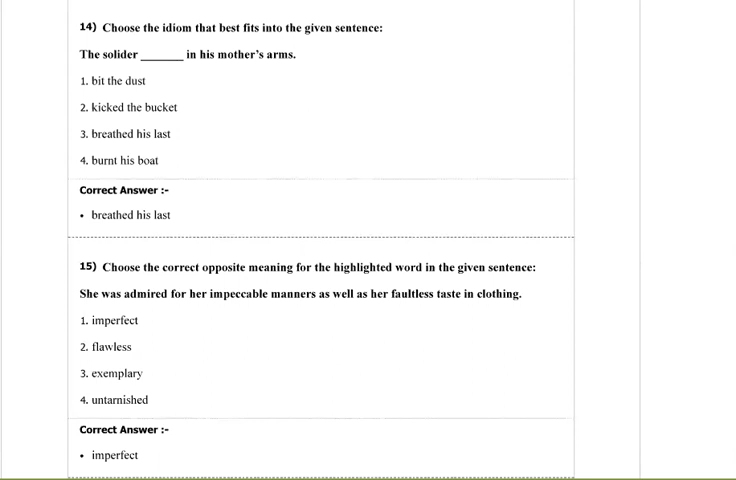 14) Choose the idiom that best fits into the given sentence:
The solider _______ in his mother's arms.
1. bit the dust
2. kicked the bucket
3. breathed his last
4. burnt his boat
Correct Answer :-
• breathed his last
15) Choose the correct opposite meaning for the highlighted word in the given sentence:
She was admired for her impeccable manners as well as her faultless taste in clothing.
1. imperfect
2. flawless
3. exemplary
4. untarnished
Correct Answer :-
• imperfect